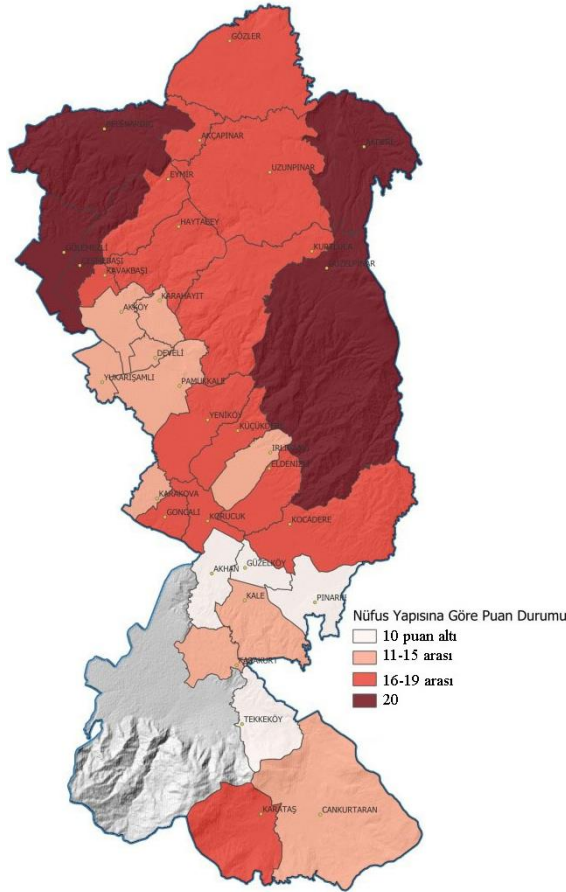 GÖZLER
AKÇAPINAR
UZUNPINAR
EYMİR
HAYTABEY
KAVAKBAŞI
KARAHAYIT
AKKÖY
DEVELİ
YUKARIŞAMLI
PAMUKKALE
YENİKÖY
KÜÇÜKDERE
ELDENİZLİ
KARAKOVA
GONCALI
KORUCUK
KOCADERE
AKHAN
GÜZELKÖY
PINARKENT
KALE
Nüfus Yapısına Göre Puan Durumu
10 puan altı
11-15 arası
16-19 arası
20
TEKKEKÖY
KARATAŞ
CANKURTARAN